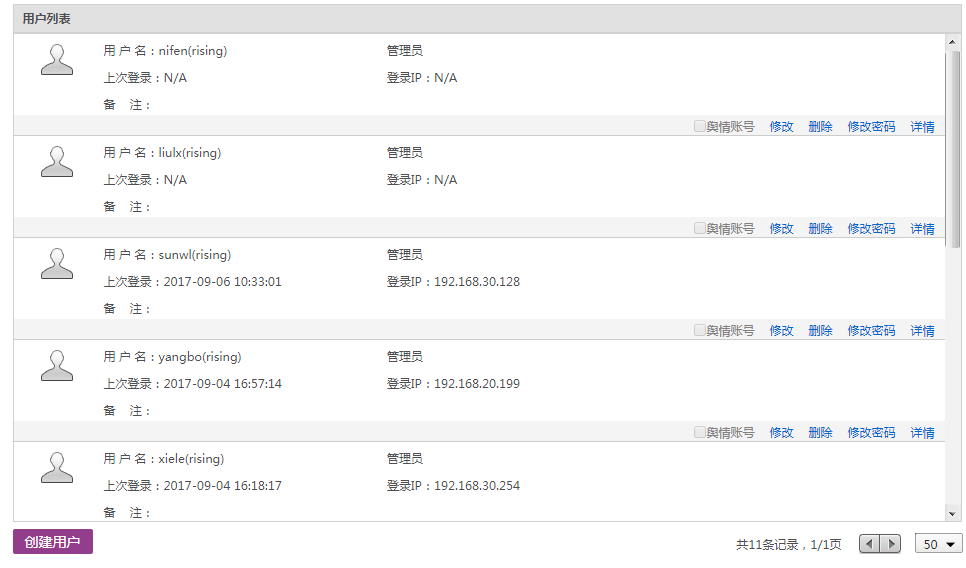 用户列表
用 户 名：nifen(rising) 管理员
上次登录：N/A 登录IP：N/A
备 注：
舆情账号 修改 删除 修改密码 详情
用 户 名：liulx(rising) 管理员
上次登录：N/A 登录IP：N/A
备 注：
舆情账号 修改 删除 修改密码 详情
用 户 名：sunwl(rising) 管理员
上次登录：2017-09-06 10:33:01 登录IP：192.168.30.128
备 注：
舆情账号 修改 删除 修改密码 详情
用 户 名：yangbo(rising) 管理员
上次登录：2017-09-04 16:57:14 登录IP：192.168.20.199
备 注：
舆情账号 修改 删除 修改密码 详情
用 户 名：xiele(rising) 管理员
上次登录：2017-09-04 16:18:17 登录IP：192.168.30.254
备 注：
创建用户 共11条记录，1/1页 50